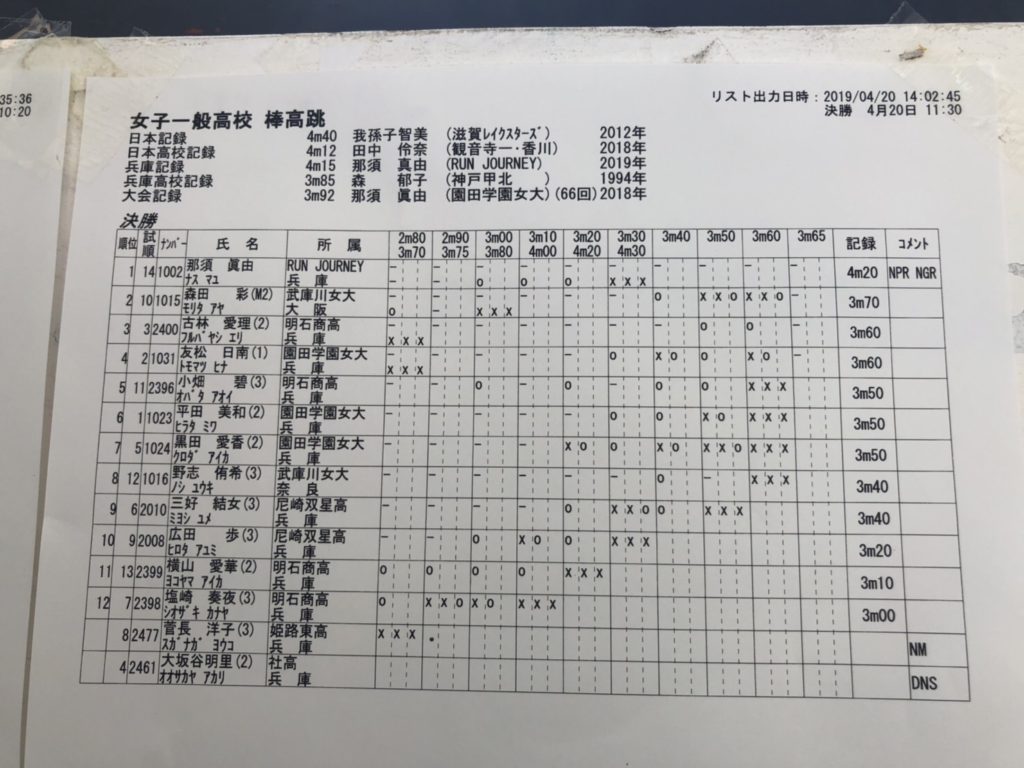 35:36
10:20
リスト出力日時：2019/04/20 14:02:45
決勝 4月20日 11:30
女子一般高校 棒高跳
日本記録 4m40 我孫子智美 (滋賀レイクスターズ) 2012年
日本高校記録 4m12 田中 伶奈 (観音寺一・香川) 2018年
兵庫記録 4m15 那須 真由 (RUN JOURNEY) 2019年
兵庫高校記録 3m85 森 郁子 (神戸甲北 ) 1994年
大会記録 3m92 那須 眞由 (園田学園女大) (66回) 2018年
決勝
順位 試順 ナンバー 氏 名 所 属 2m80 2m90 3m00 3m10 3m20 3m30 3m40 3m50 3m60 3m65 記録 コメント
3m70 3m75 3m80 4m00 4m20 4m30
1 14 1002 那須 眞由 RUN JOURNEY - - - - - - - - - - 4m20 NPR NGR
ナス マユ 兵 庫 - - o o o x x x
2 10 1015 森田 彩(M2) 武庫川女大 - - - - - - o x x o x x o - 3m70
モリタ アヤ 大 阪 o - x x x
3 3 2400 古林 愛理(2) 明石商高 - - - - - - - o o - 3m60
フルバヤシ エリ 兵 庫 x x x
4 2 1031 友松 日南(1) 園田学園女大 - - - - - o x o o x o - 3m60
トモマツ ヒナ 兵 庫 x x x
5 11 2396 小畑 碧(3) 明石商高 - - o - o - o o x x x 3m50
オバタ アオイ 兵 庫
6 1 1023 平田 美和(2) 園田学園女大 - - - - - o o x o x x x 3m50
ヒラタ ミワ 兵 庫
7 5 1024 黒田 愛香(2) 園田学園女大 - - - - x o o x o x x o x x x 3m50
クロダ アイカ 兵 庫
8 12 1016 野志 侑希(3) 武庫川女大 - - - - - - o - x x x 3m40
ノシ ユウキ 奈 良
9 6 2010 三好 結女(3) 尼崎双星高 - - - - o x x o o x x x 3m40
ミヨシ ユメ 兵 庫
10 9 2008 広田 歩(3) 尼崎双星高 - - o x o o x x x 3m20
ヒロタ アユミ 兵 庫
11 13 2399 横山 愛華(2) 明石商高 o o o o x x x 3m10
ヨコヤマ アイカ 兵 庫
12 7 2398 塩崎 奏夜(3) 明石商高 o x x o x o x x x 3m00
シオザキ カナヤ 兵 庫
8 2477 菅長 洋子(3) 姫路東高 x x x NM
スガナガ ヨウコ 兵 庫
4 2461 大坂谷明里(2) 社高 DNS
オオサカヤ アカリ 兵 庫